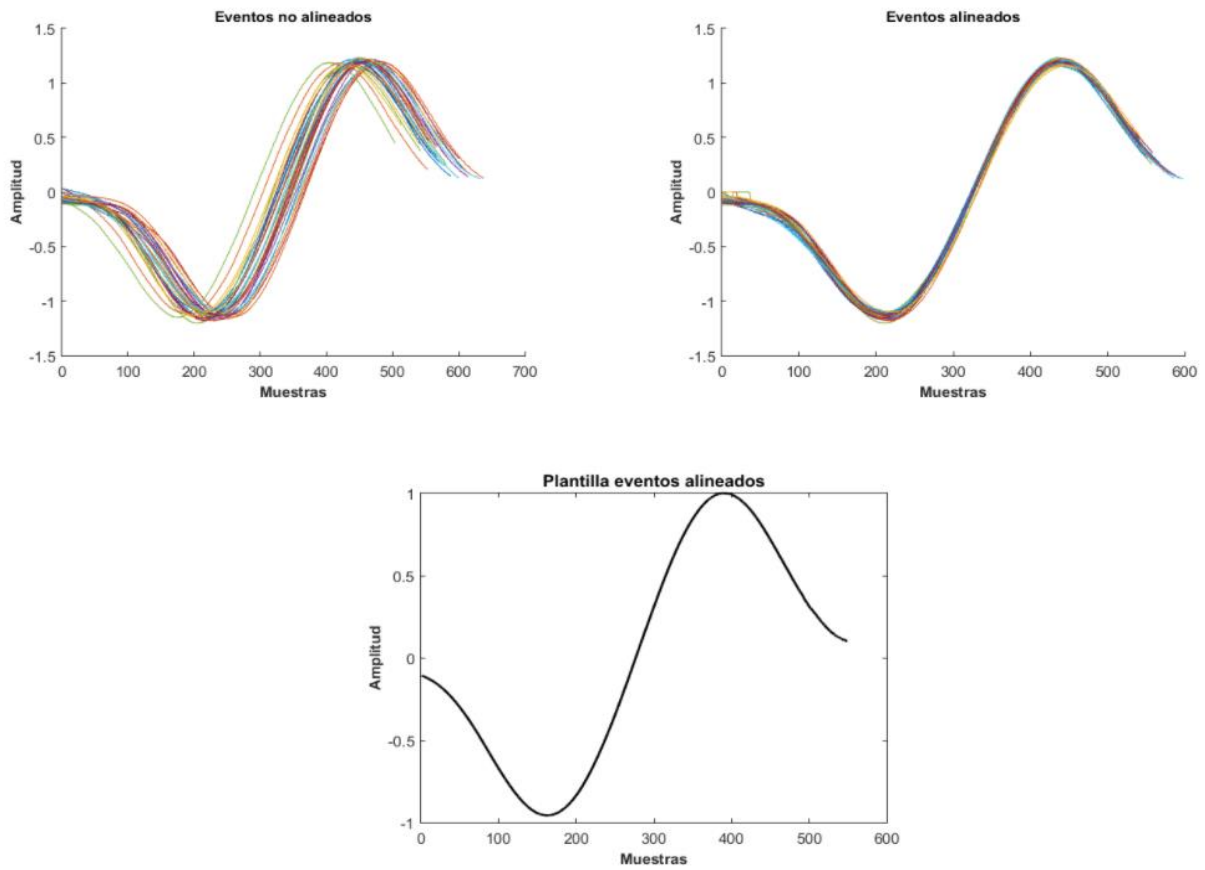 Eventos no alineados
1.5
1
0.5
0
-0.5
-1
-1.5
Amplitud
0 100 200 300 400 500 600 700
Muestras
Eventos alineados
1.5
1
0.5
0
-0.5
-1
-1.5
Amplitud
0 100 200 300 400 500 600
Muestras
Plantilla eventos alineados
1
0.5
0
-0.5
-1
Amplitud
0 100 200 300 400 500 600
Muestras